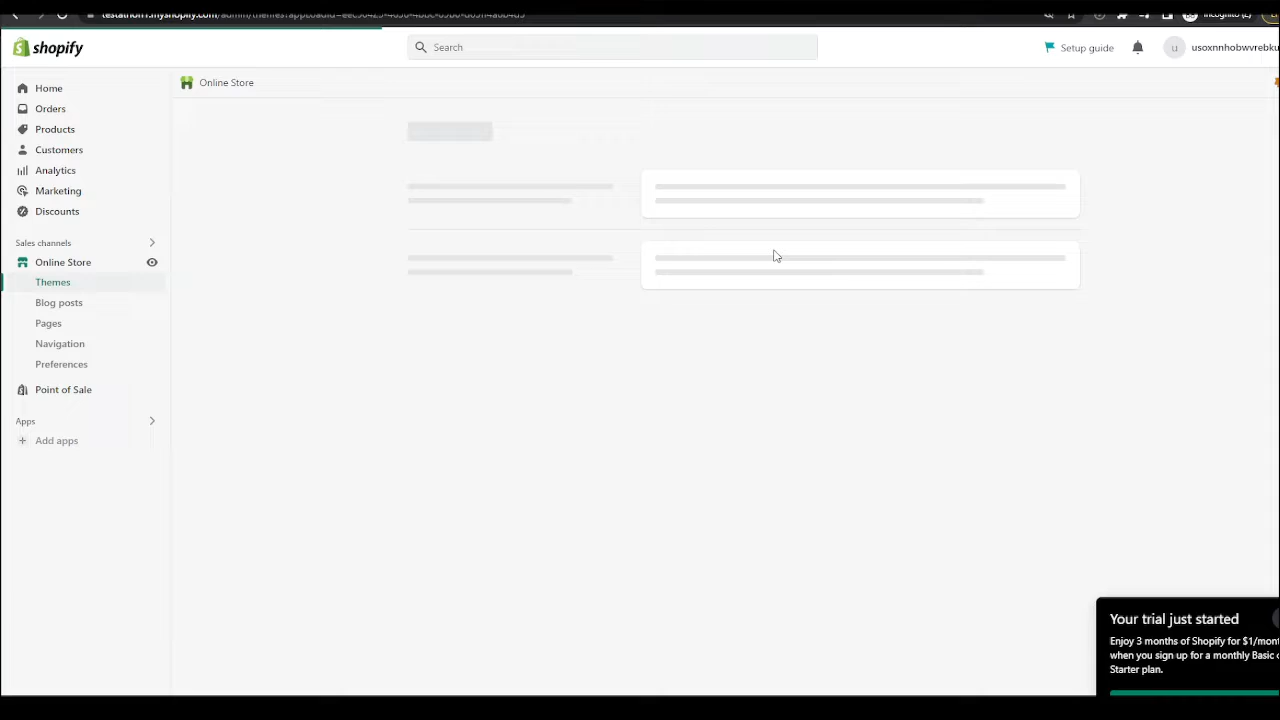 shopify
Search
Setup guide
u
usoxnnhobwvrebku
Home
Orders
Products
Customers
Analytics
Marketing
Discounts
Sales channels
Online Store
Themes
Blog posts
Pages
Navigation
Preferences
Point of Sale
Apps
Add apps
Online Store
Your trial just started
Enjoy 3 months of Shopify for $1/mont
when you sign up for a monthly Basic
Starter plan.